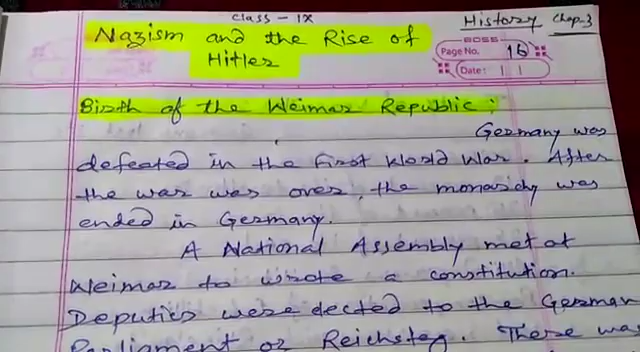 Class - IX
History Chap-3
Nazism and the Rise of
Hitler
BOSS
Page No. 16
Date:
Birth of the Weimar Republic :
Germany was
defeated in the First World War. After
the war was over, the monarchy was
ended in Germany.
A National Assembly met at
Weimar to wrote a constitution.
Deputies were elected to the German
Parliament or Reichstag. There was